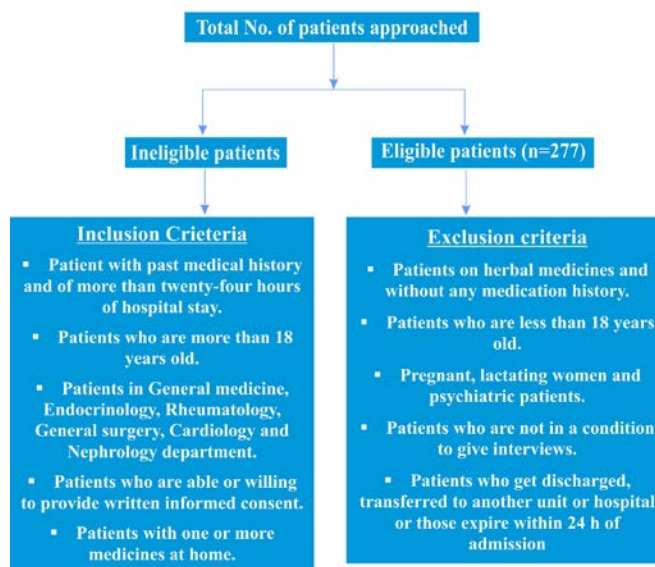 Total No. of patients approached
Ineligible patients
Eligible patients (n=277)
Inclusion Crieteria
▪ Patient with past medical history
and of more than twenty-four hours
of hospital stay.
▪ Patients who are more than 18
years old.
▪ Patients in General medicine,
Endocrinology, Rheumatology,
General surgery, Cardiology and
Nephrology department.
▪ Patients who are able or willing
to provide written informed consent.
▪ Patients with one or more
medicines at home.
Exclusion criteria
▪ Patients on herbal medicines and
without any medication history.
▪ Patients who are less than 18 years
old.
▪ Pregnant, lactating women and
psychiatric patients.
▪ Patients who are not in a condition
to give interviews.
▪ Patients who get discharged,
transferred to another unit or hospital
or those expire within 24 h of
admission